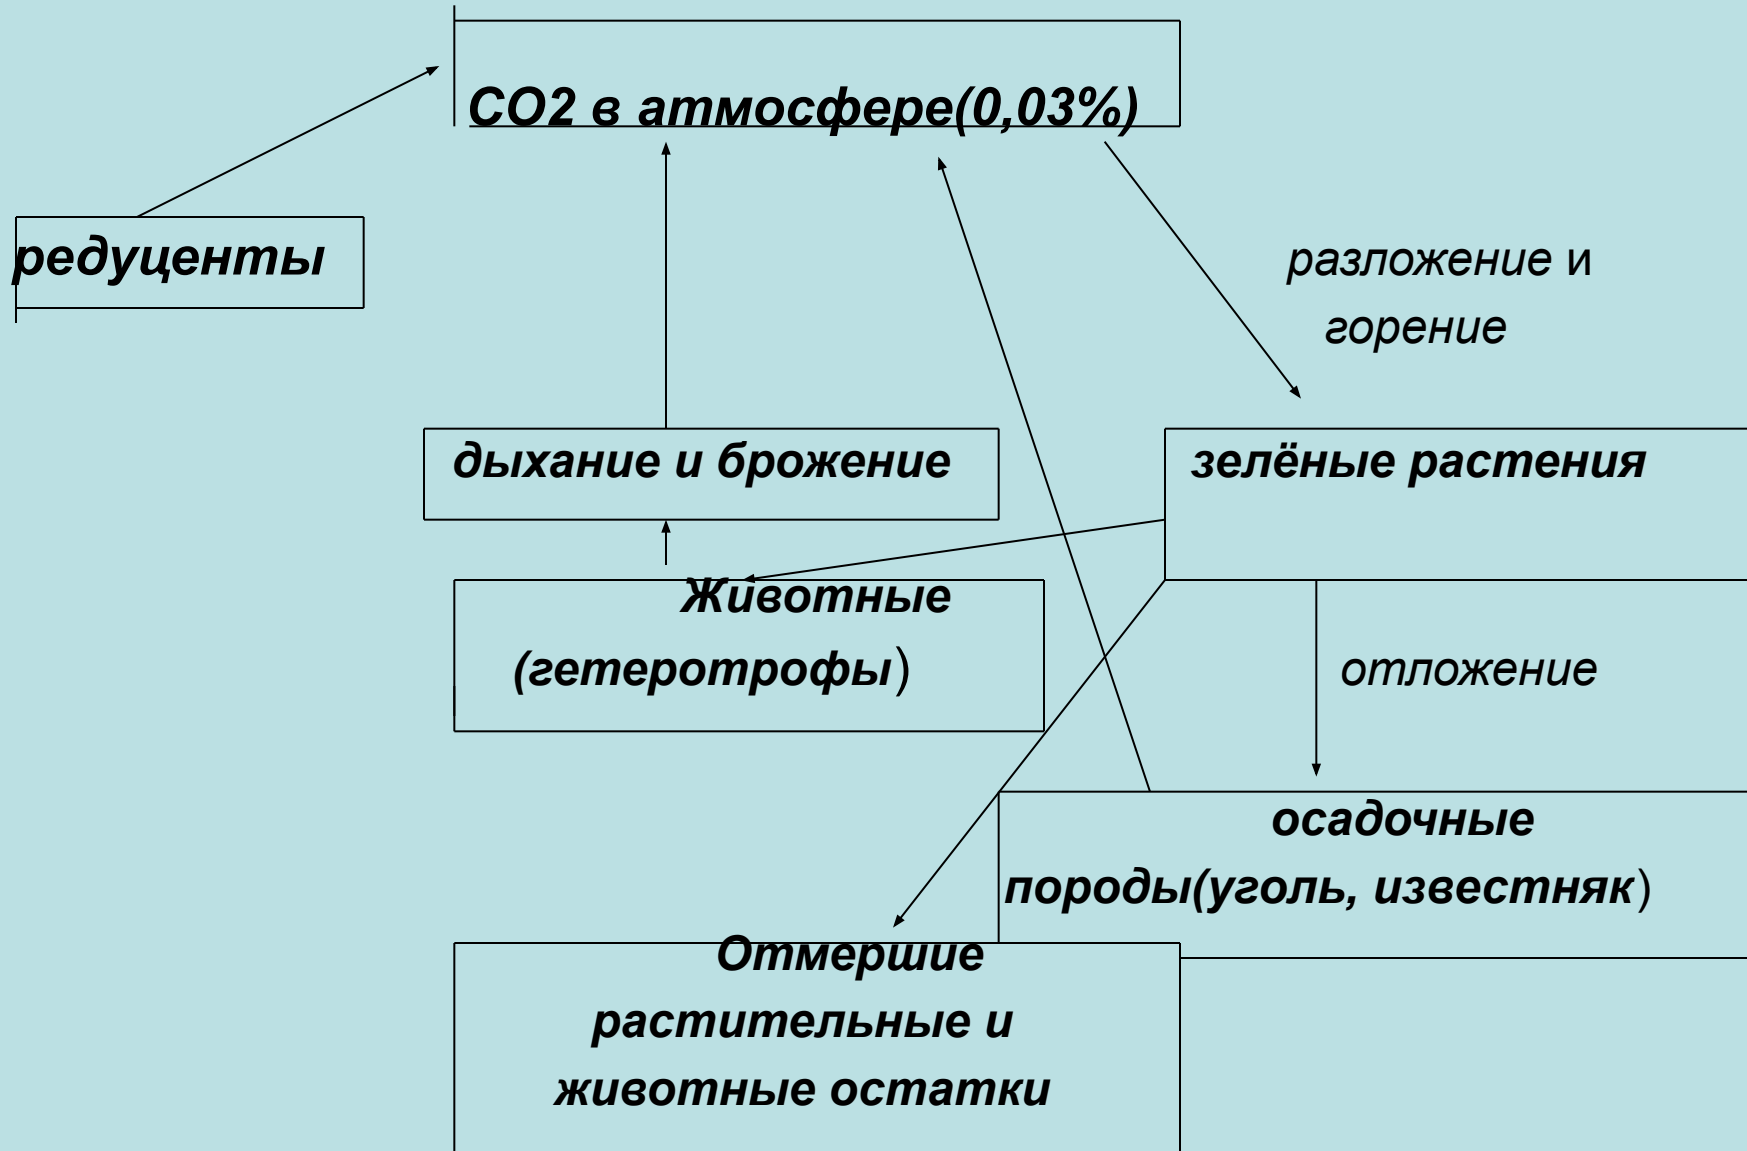 СО2 в атмосфере(0,03%)
редуценты
разложение и
горение
дыхание и брожение
зелёные растения
Животные
(гетеротрофы)
отложение
осадочные
породы(уголь, известняк)
Отмершие
растительные и
животные остатки